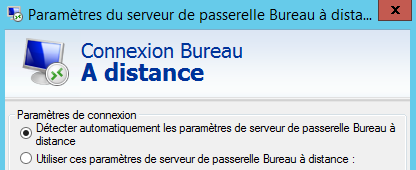 Paramètres du serveur de passerelle Bureau à dista...
x
Connexion Bureau
A distance
Paramètres de connexion
Détecter automatiquement les paramètres de serveur de passerelle Bureau à
distance
Utiliser ces paramètres de serveur de passerelle Bureau à distance :